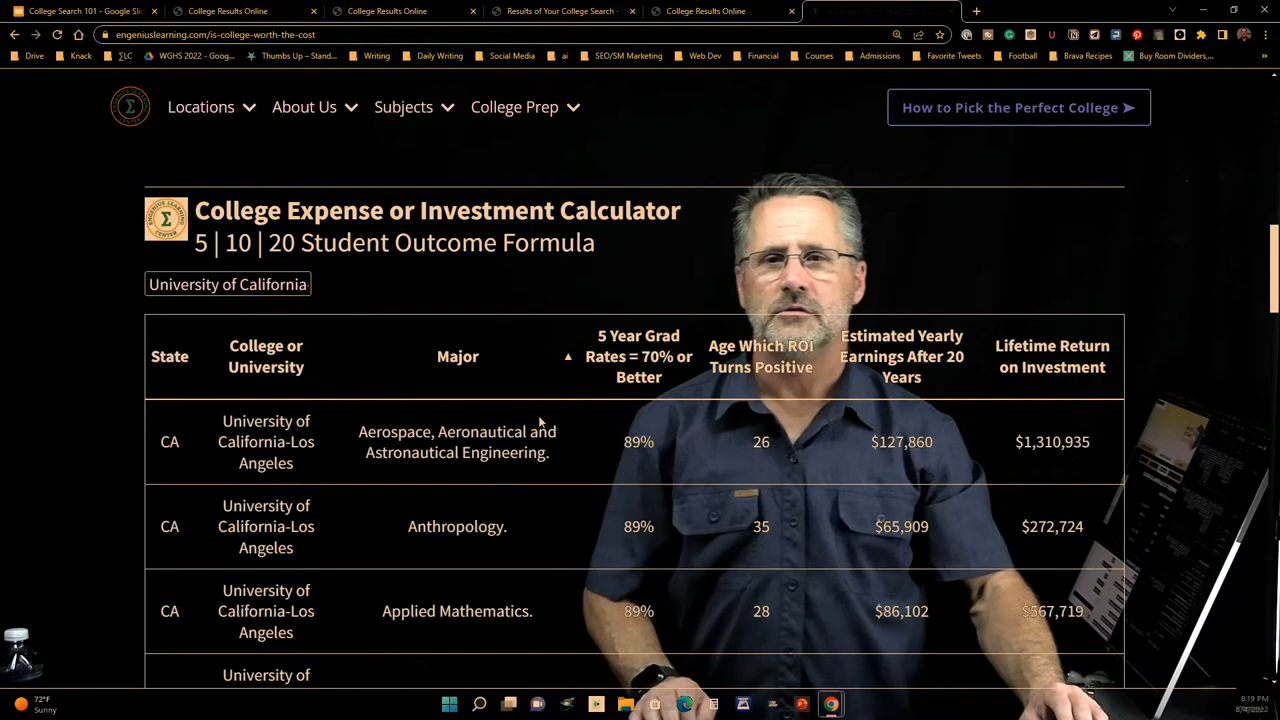 College Search 101 - Google Sli
College Results Online
College Results Online
Results of Your College Search -
College Results Online
engeniuslearning.com/is-college-worth-the-cost
Drive
Knack
∑LC
WGHS 2022 - Goog...
Thumbs Up – Stand...
Writing
Daily Writing
Social Media
ai
SEO/SM Marketing
Web Dev
Financial
Courses
Admissions
Favorite Tweets
Football
Brava Recipes
Buy Room Dividers,...
Locations
About Us
Subjects
College Prep
How to Pick the Perfect College ➤
College Expense or Investment Calculator
5 | 10 | 20 Student Outcome Formula
University of California
State
College or
University
Major
5 Year Grad
Rates = 70% or
Better
Age Which ROI
Turns Positive
Estimated Yearly
Earnings After 20
Years
Lifetime Return
on Investment
CA
University of
California-Los
Angeles
Aerospace, Aeronautical and
Astronautical Engineering.
89%
26
$127,860
$1,310,935
CA
University of
California-Los
Angeles
Anthropology.
89%
35
$65,909
$272,724
CA
University of
California-Los
Angeles
Applied Mathematics.
89%
28
$86,102
$567,719
University of
72°F
Sunny
8:19 PM
8/4/2022